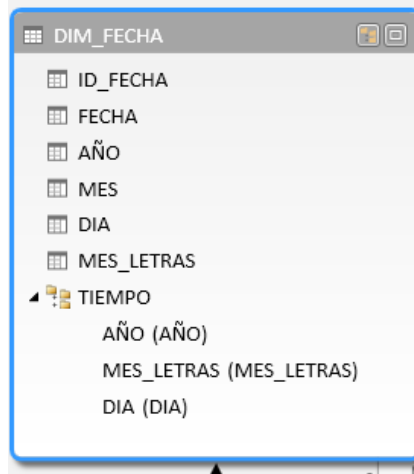 DIM_FECHA
ID_FECHA
FECHA
AÑO
MES
DIA
MES_LETRAS
TIEMPO
AÑO (AÑO)
MES_LETRAS (MES_LETRAS)
DIA (DIA)